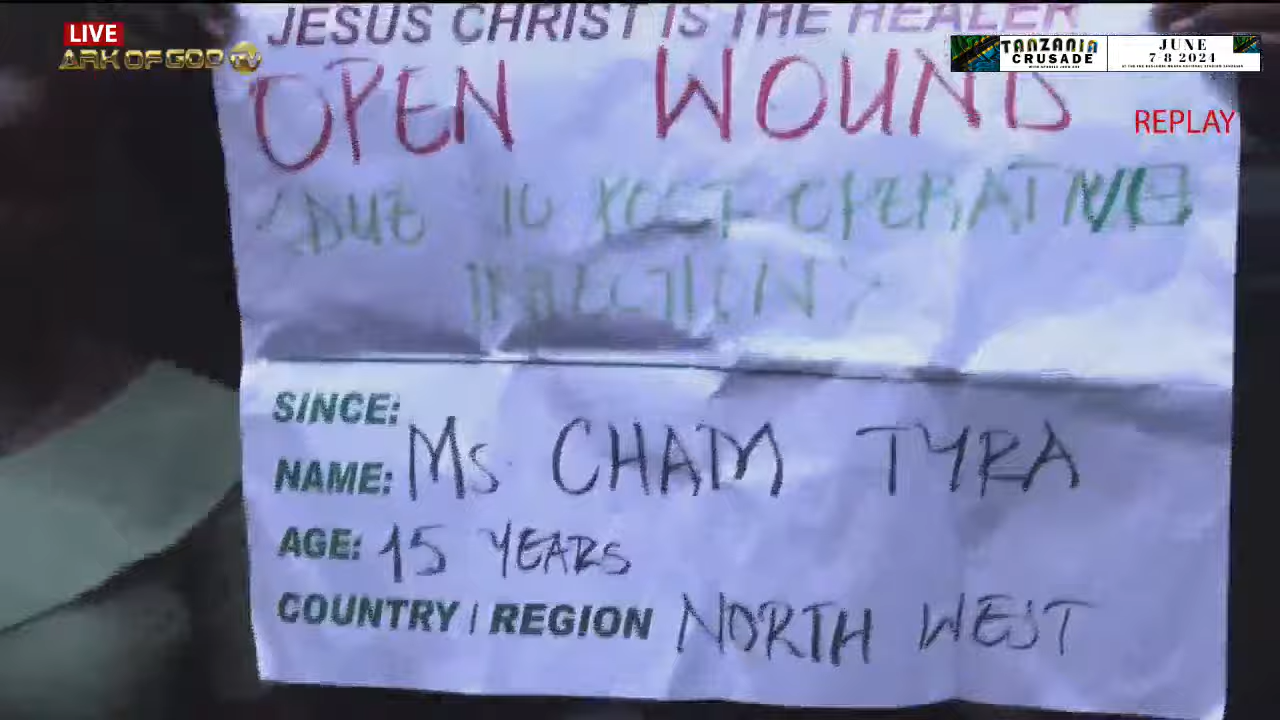 JESUS CHRIST IS THE HEALER
LIVE
ARK OF GOD TV
TANZANIA
CRUSADE
JUNE
7 8 2024
OPEN WOUND
REPLAY
(DUE TO POST OPERATIVE
INFECTION)
SINCE:
NAME: Ms. CHAM TYRA
AGE: 15 YEARS
COUNTRY / REGION NORTH WEST